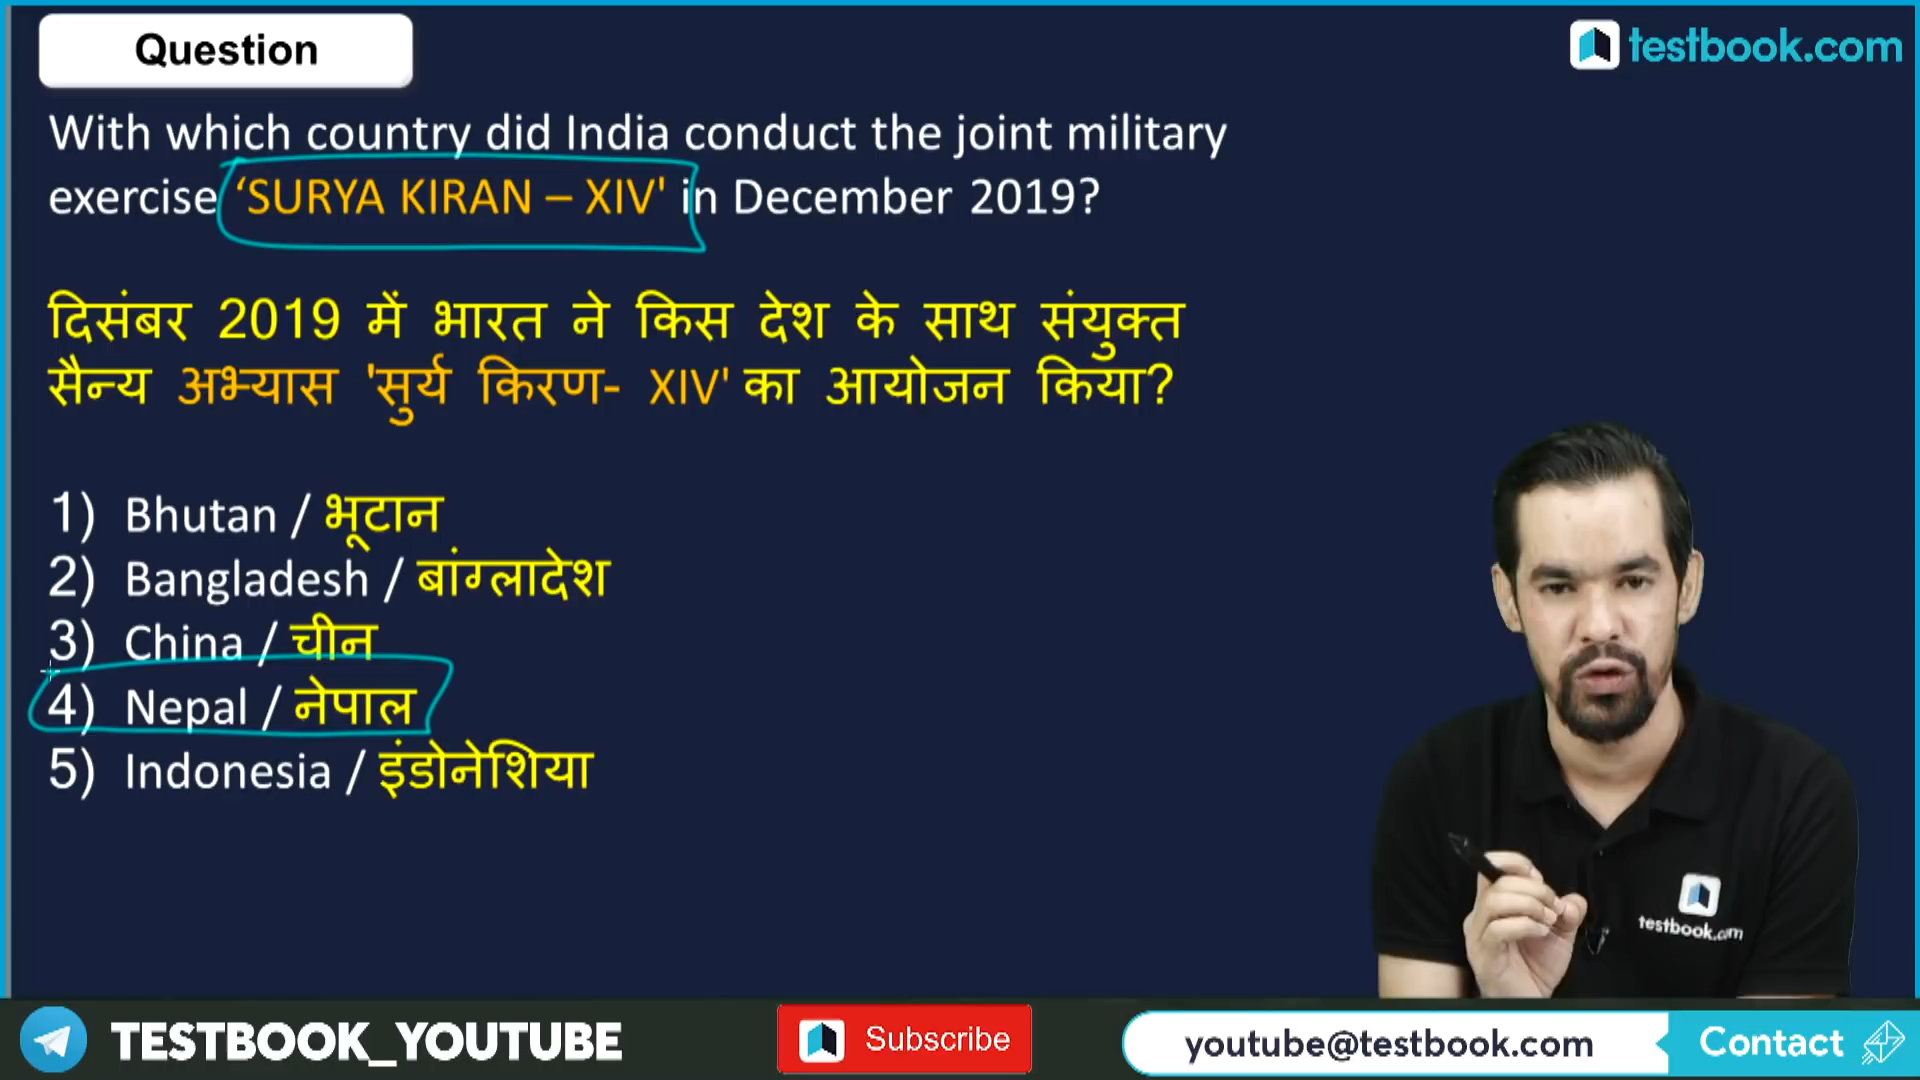 Question
testbook.com
With which country did India conduct the joint military
exercise ‘SURYA KIRAN – XIV' in December 2019?
दिसंबर 2019 में भारत ने किस देश के साथ संयुक्त
सैन्य अभ्यास 'सुर्य किरण- XIV' का आयोजन किया?
1) Bhutan / भूटान
2) Bangladesh / बांग्लादेश
3) China / चीन
4) Nepal / नेपाल
5) Indonesia / इंडोनेशिया
testbook.com
TESTBOOK_YOUTUBE
Subscribe
youtube@testbook.com
Contact